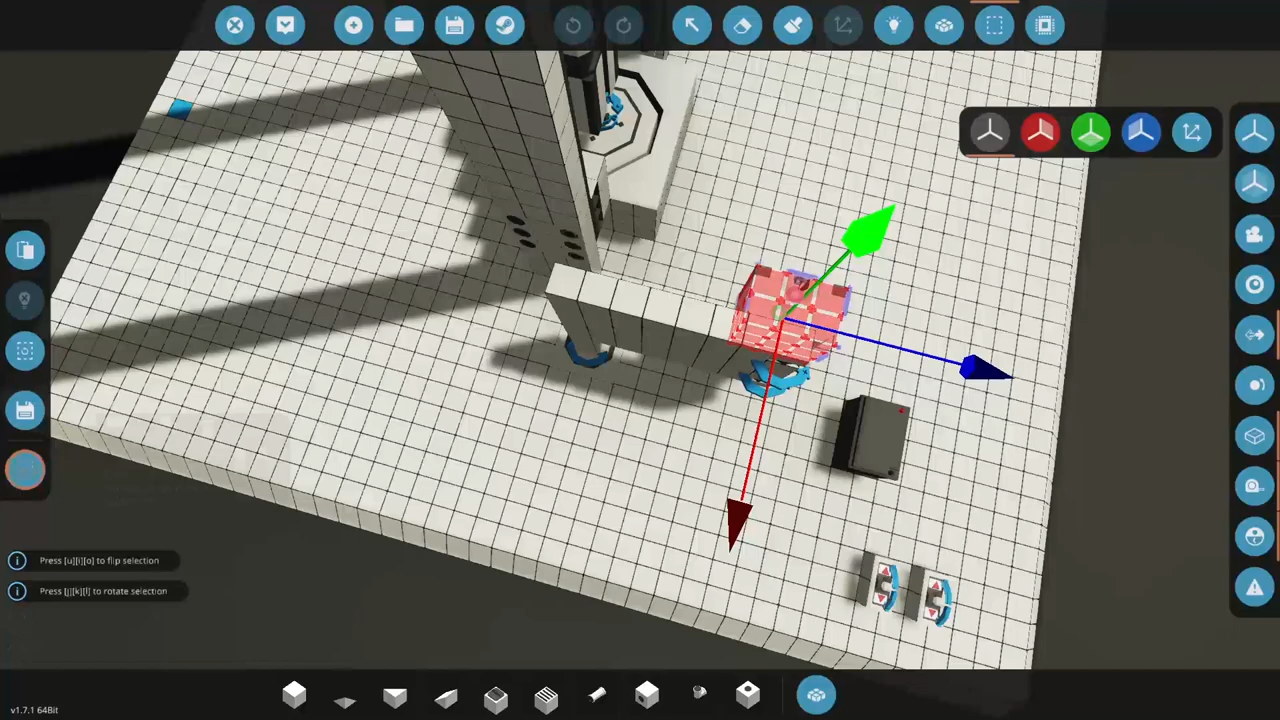 Press [u][i][o] to flip selection
Press [j][k][l] to rotate selection
v1.7.1 64Bit